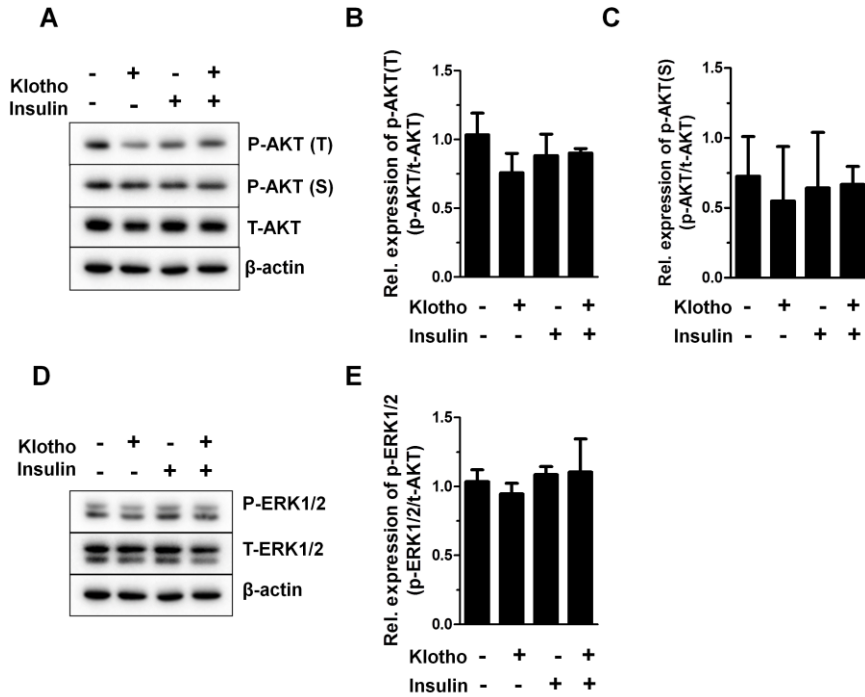 A
Klotho - + - +
Insulin - - + +
P-AKT (T)
P-AKT (S)
T-AKT
β-actin
B
Rel. expression of p-AKT(T)
(p-AKT/t-AKT)
1.5
1.0
0.5
0.0
Klotho - + - +
Insulin - - + +
C
Rel. expression of p-AKT(S)
(p-AKT/t-AKT)
1.5
1.0
0.5
0.0
Klotho - + - +
Insulin - - + +
D
Klotho - + - +
Insulin - - + +
P-ERK1/2
T-ERK1/2
β-actin
E
Rel. expression of p-ERK1/2
(p-ERK1/2/t-AKT)
1.5
1.0
0.5
0.0
Klotho - + - +
Insulin - - + +